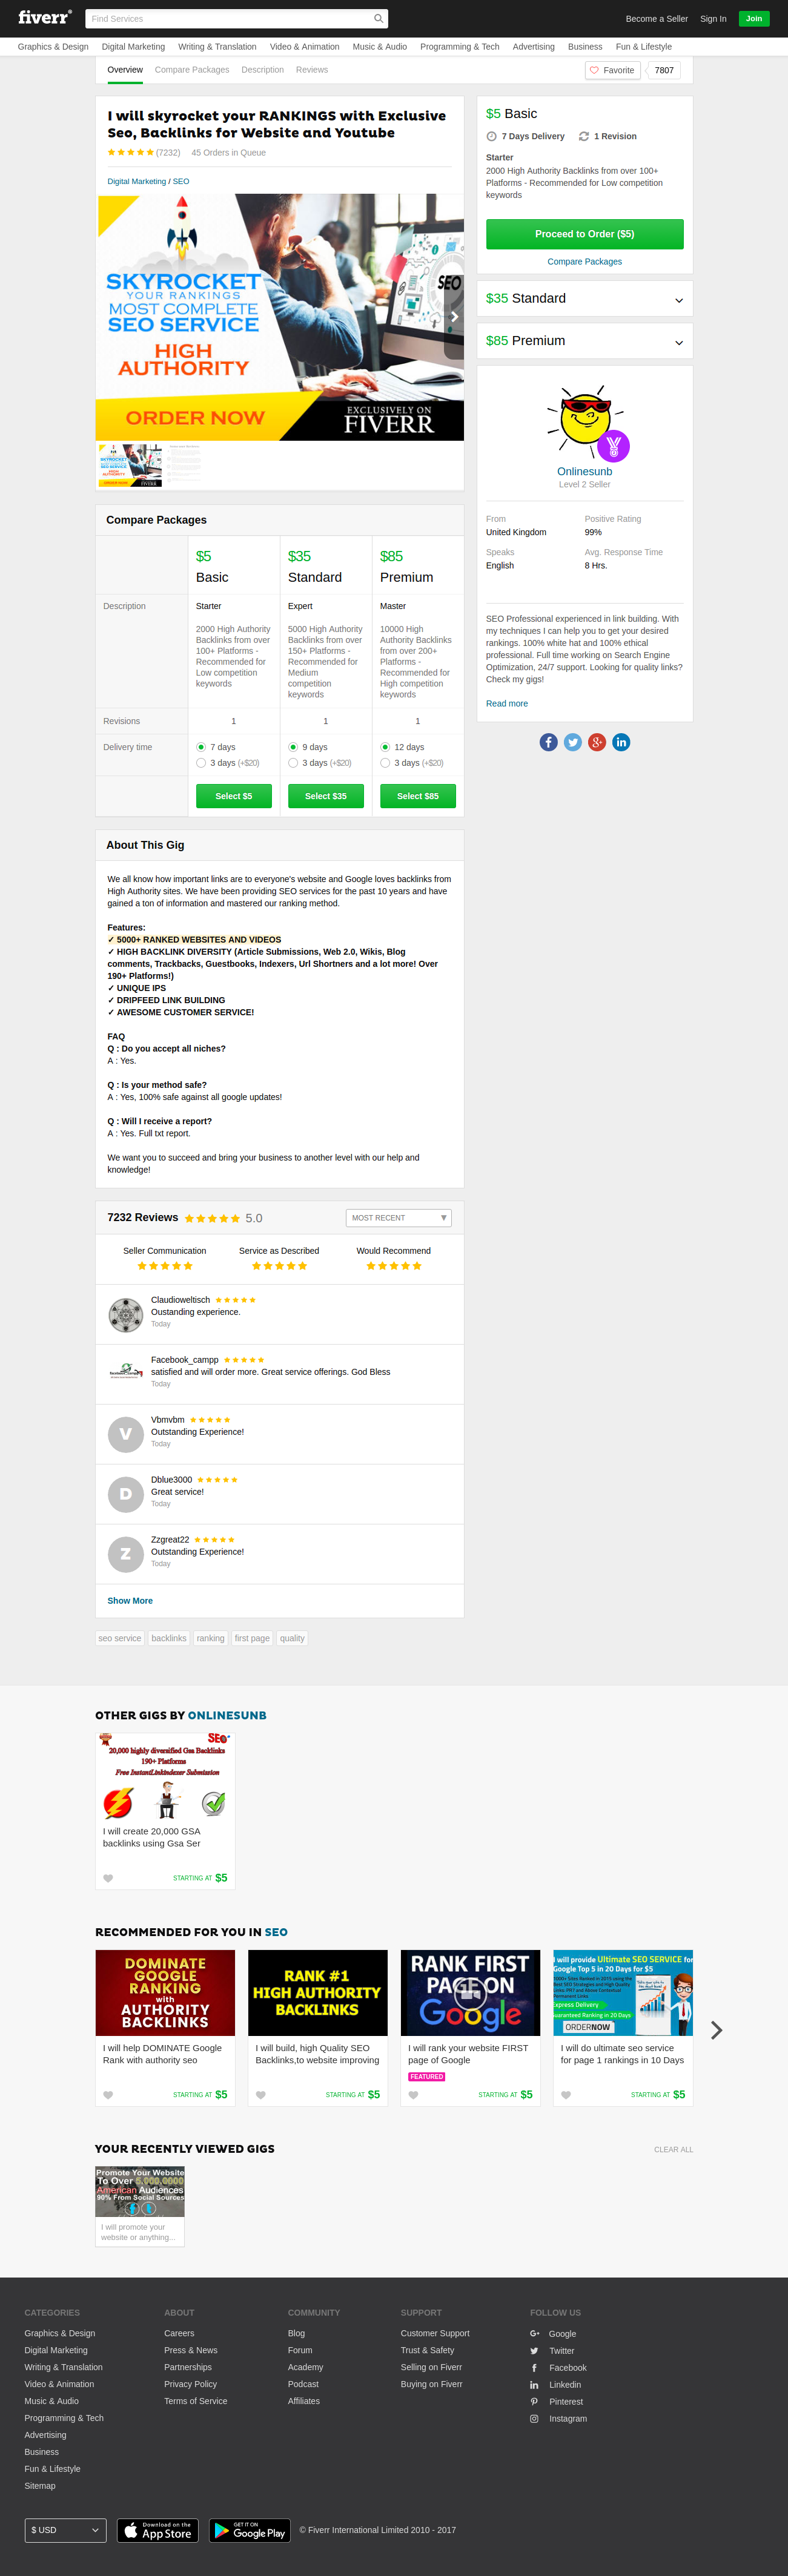 fiverr®
Find Services
Become a Seller
Sign In
Join
Graphics & Design
Digital Marketing
Writing & Translation
Video & Animation
Music & Audio
Programming & Tech
Advertising
Business
Fun & Lifestyle
Overview
Compare Packages
Description
Reviews
Favorite
7807
I will skyrocket your RANKINGS with Exclusive
Seo, Backlinks for Website and Youtube
(7232)
45 Orders in Queue
Digital Marketing / SEO
SKYROCKET
YOUR RANKINGS
MOST COMPLETE
SEO SERVICE
HIGH
AUTHORITY
ORDER NOW
EXCLUSIVELY ON
FIVERR
SEO
$5 Basic
7 Days Delivery
1 Revision
Starter
2000 High Authority Backlinks from over 100+
Platforms - Recommended for Low competition
keywords
Proceed to Order ($5)
Compare Packages
$35 Standard
$85 Premium
Onlinesunb
Level 2 Seller
From
United Kingdom
Positive Rating
99%
Speaks
English
Avg. Response Time
8 Hrs.
SEO Professional experienced in link building. With
my techniques I can help you to get your desired
rankings. 100% white hat and 100% ethical
professional. Full time working on Search Engine
Optimization, 24/7 support. Looking for quality links?
Check my gigs!
Read more
Compare Packages
$5
Basic
$35
Standard
$85
Premium
Description
Starter
2000 High Authority
Backlinks from over
100+ Platforms -
Recommended for
Low competition
keywords
Expert
5000 High Authority
Backlinks from over
150+ Platforms -
Recommended for
Medium
competition
keywords
Master
10000 High
Authority Backlinks
from over 200+
Platforms -
Recommended for
High competition
keywords
Revisions
1
1
1
Delivery time
7 days
3 days (+$20)
9 days
3 days (+$20)
12 days
3 days (+$20)
Select $5
Select $35
Select $85
About This Gig
We all know how important links are to everyone's website and Google loves backlinks from
High Authority sites. We have been providing SEO services for the past 10 years and have
gained a ton of information and mastered our ranking method.
Features:
✓ 5000+ RANKED WEBSITES AND VIDEOS
✓ HIGH BACKLINK DIVERSITY (Article Submissions, Web 2.0, Wikis, Blog
comments, Trackbacks, Guestbooks, Indexers, Url Shortners and a lot more! Over
190+ Platforms!)
✓ UNIQUE IPS
✓ DRIPFEED LINK BUILDING
✓ AWESOME CUSTOMER SERVICE!
FAQ
Q : Do you accept all niches?
A : Yes.
Q : Is your method safe?
A : Yes, 100% safe against all google updates!
Q : Will I receive a report?
A : Yes. Full txt report.
We want you to succeed and bring your business to another level with our help and
knowledge!
7232 Reviews
5.0
MOST RECENT
Seller Communication
Service as Described
Would Recommend
Claudioweltisch
Oustanding experience.
Today
Facebook_campp
satisfied and will order more. Great service offerings. God Bless
Today
V
Vbmvbm
Outstanding Experience!
Today
D
Dblue3000
Great service!
Today
Z
Zzgreat22
Outstanding Experience!
Today
Show More
seo service
backlinks
ranking
first page
quality
OTHER GIGS BY ONLINESUNB
SEO
20,000 highly diversified Gsa Backlinks
190+ Platforms
Free InstantLinkindexer Submission
I will create 20,000 GSA
backlinks using Gsa Ser
STARTING AT $5
RECOMMENDED FOR YOU IN SEO
DOMINATE
GOOGLE
RANKING
with
AUTHORITY
BACKLINKS
I will help DOMINATE Google
Rank with authority seo
STARTING AT $5
RANK #1
HIGH AUTHORITY
BACKLINKS
I will build, high Quality SEO
Backlinks,to website improving
STARTING AT $5
RANK FIRST
PAGE ON
Google
I will rank your website FIRST
page of Google
FEATURED
STARTING AT $5
I will provide Ultimate SEO SERVICE for
Google Top 5 in 20 Days for $5
Express Delivery
Guaranteed Ranking in 20 Days
ORDER NOW
I will do ultimate seo service
for page 1 rankings in 10 Days
STARTING AT $5
YOUR RECENTLY VIEWED GIGS
CLEAR ALL
Promote Your Website
To Over 5,000,0000
American Audiences
90% From Social Sources
I will promote your
website or anything...
CATEGORIES
Graphics & Design
Digital Marketing
Writing & Translation
Video & Animation
Music & Audio
Programming & Tech
Advertising
Business
Fun & Lifestyle
Sitemap
ABOUT
Careers
Press & News
Partnerships
Privacy Policy
Terms of Service
COMMUNITY
Blog
Forum
Academy
Podcast
Affiliates
SUPPORT
Customer Support
Trust & Safety
Selling on Fiverr
Buying on Fiverr
FOLLOW US
Google
Twitter
Facebook
Linkedin
Pinterest
Instagram
$ USD
Download on the
App Store
GET IT ON
Google Play
© Fiverr International Limited 2010 - 2017